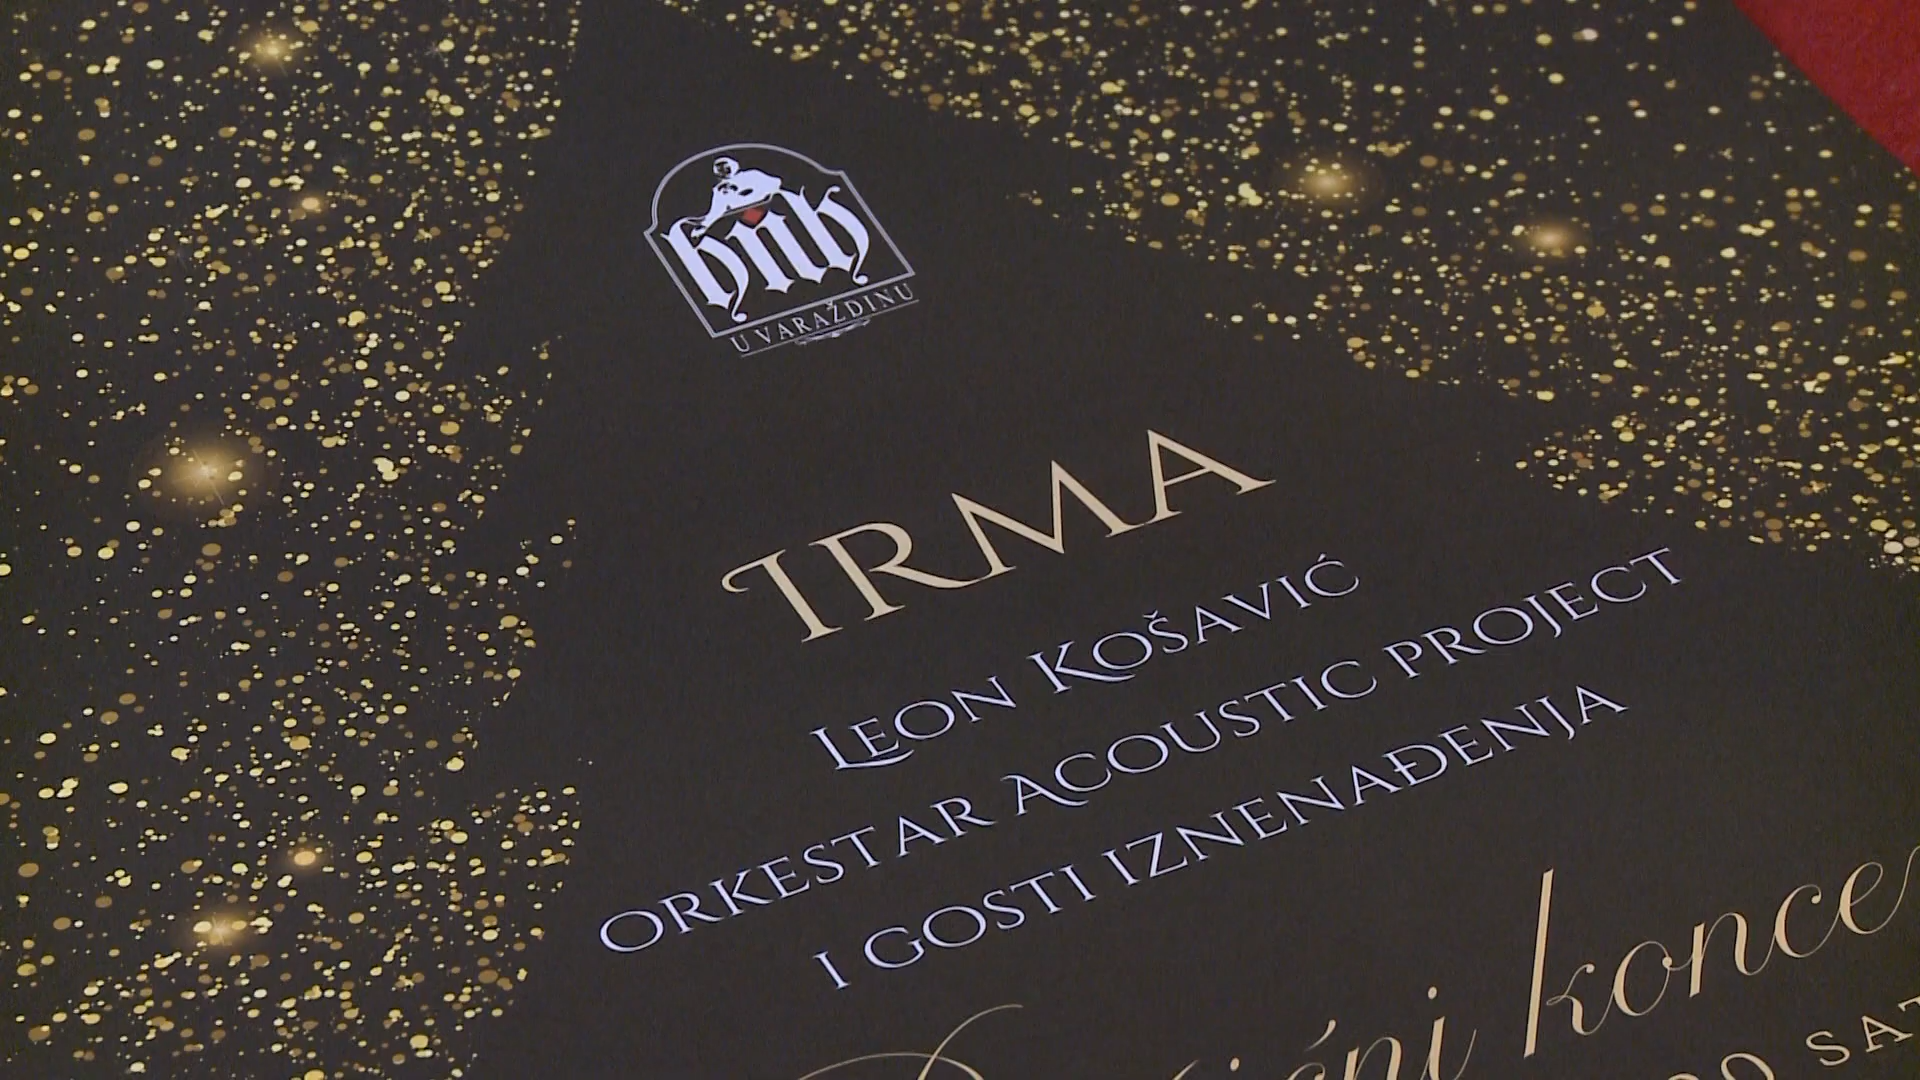 hnk
U VARAŽDINU
IRMA
LEON KOŠAVIĆ
ORKESTAR ACOUSTIC PROJECT
I GOSTI IZNENAĐENJA